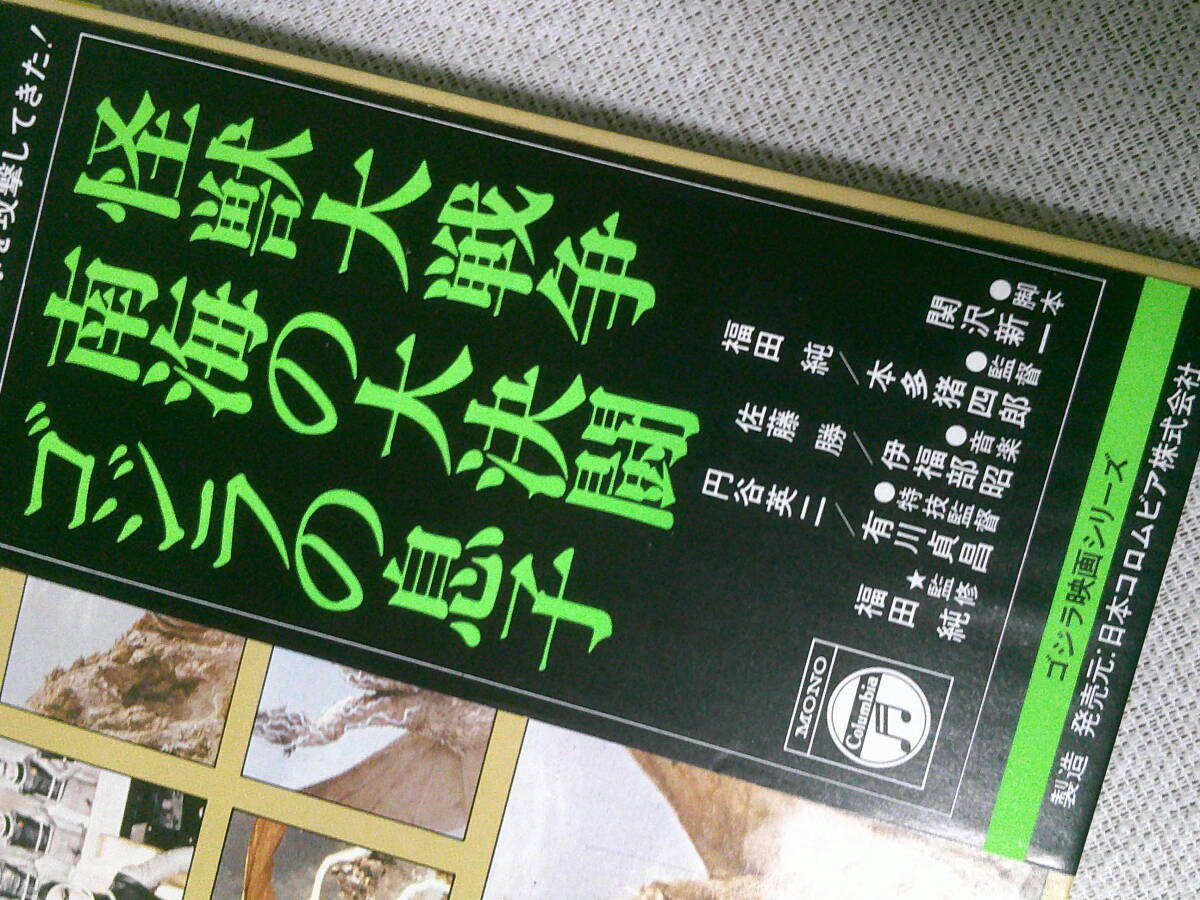 を攻撃してきた!
怪獣大戦争
南海の大決闘
ゴジラの息子
●脚本
関沢新一
●監督
福田 純/本多猪四郎
●音楽
佐藤 勝/伊福部昭
●特技監督
円谷英二/有川貞昌
★監修
福田 純
MONO
Columbia
ゴジラ映画シリーズ
製造 発売元:日本コロムビア株式会社